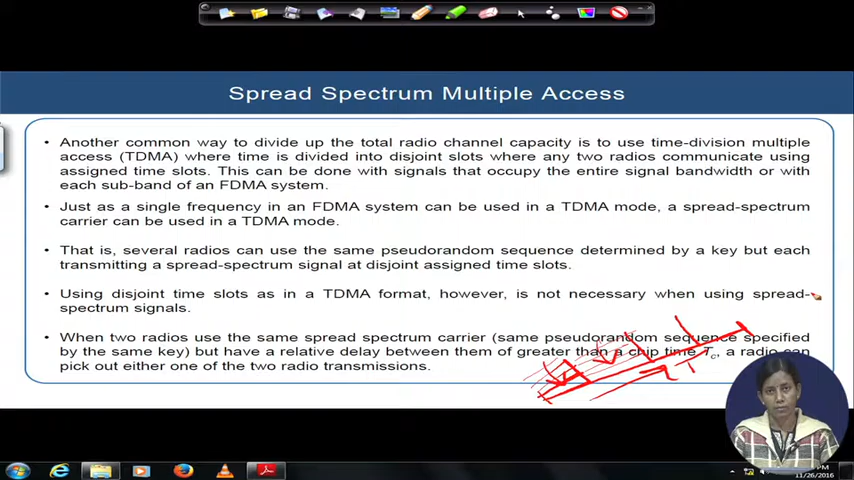 Spread Spectrum Multiple Access
• Another common way to divide up the total radio channel capacity is to use time-division multiple
access (TDMA) where time is divided into disjoint slots where any two radios communicate using
assigned time slots. This can be done with signals that occupy the entire signal bandwidth or with
each sub-band of an FDMA system.
• Just as a single frequency in an FDMA system can be used in a TDMA mode, a spread-spectrum
carrier can be used in a TDMA mode.
• That is, several radios can use the same pseudorandom sequence determined by a key but each
transmitting a spread-spectrum signal at disjoint assigned time slots.
• Using disjoint time slots as in a TDMA format, however, is not necessary when using spread-
spectrum signals.
• When two radios use the same spread spectrum carrier (same pseudorandom sequence specified
by the same key) but have a relative delay between them of greater than a chip time Tc, a radio can
pick out either one of the two radio transmissions.
PM
11/26/2016